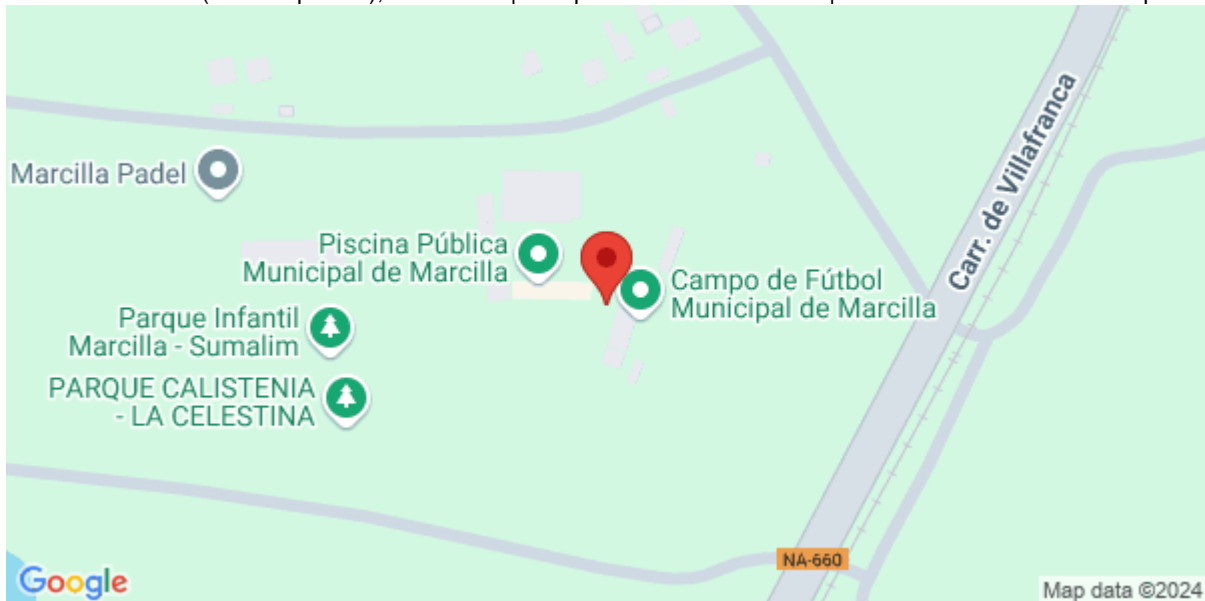 Carr. de Villafranca
Marcilla Padel
Piscina Pública
Municipal de Marcilla
Campo de Fútbol
Municipal de Marcilla
Parque Infantil
Marcilla - Sumalim
PARQUE CALISTENIA
- LA CELESTINA
NA-660
Google
Map data ©2024